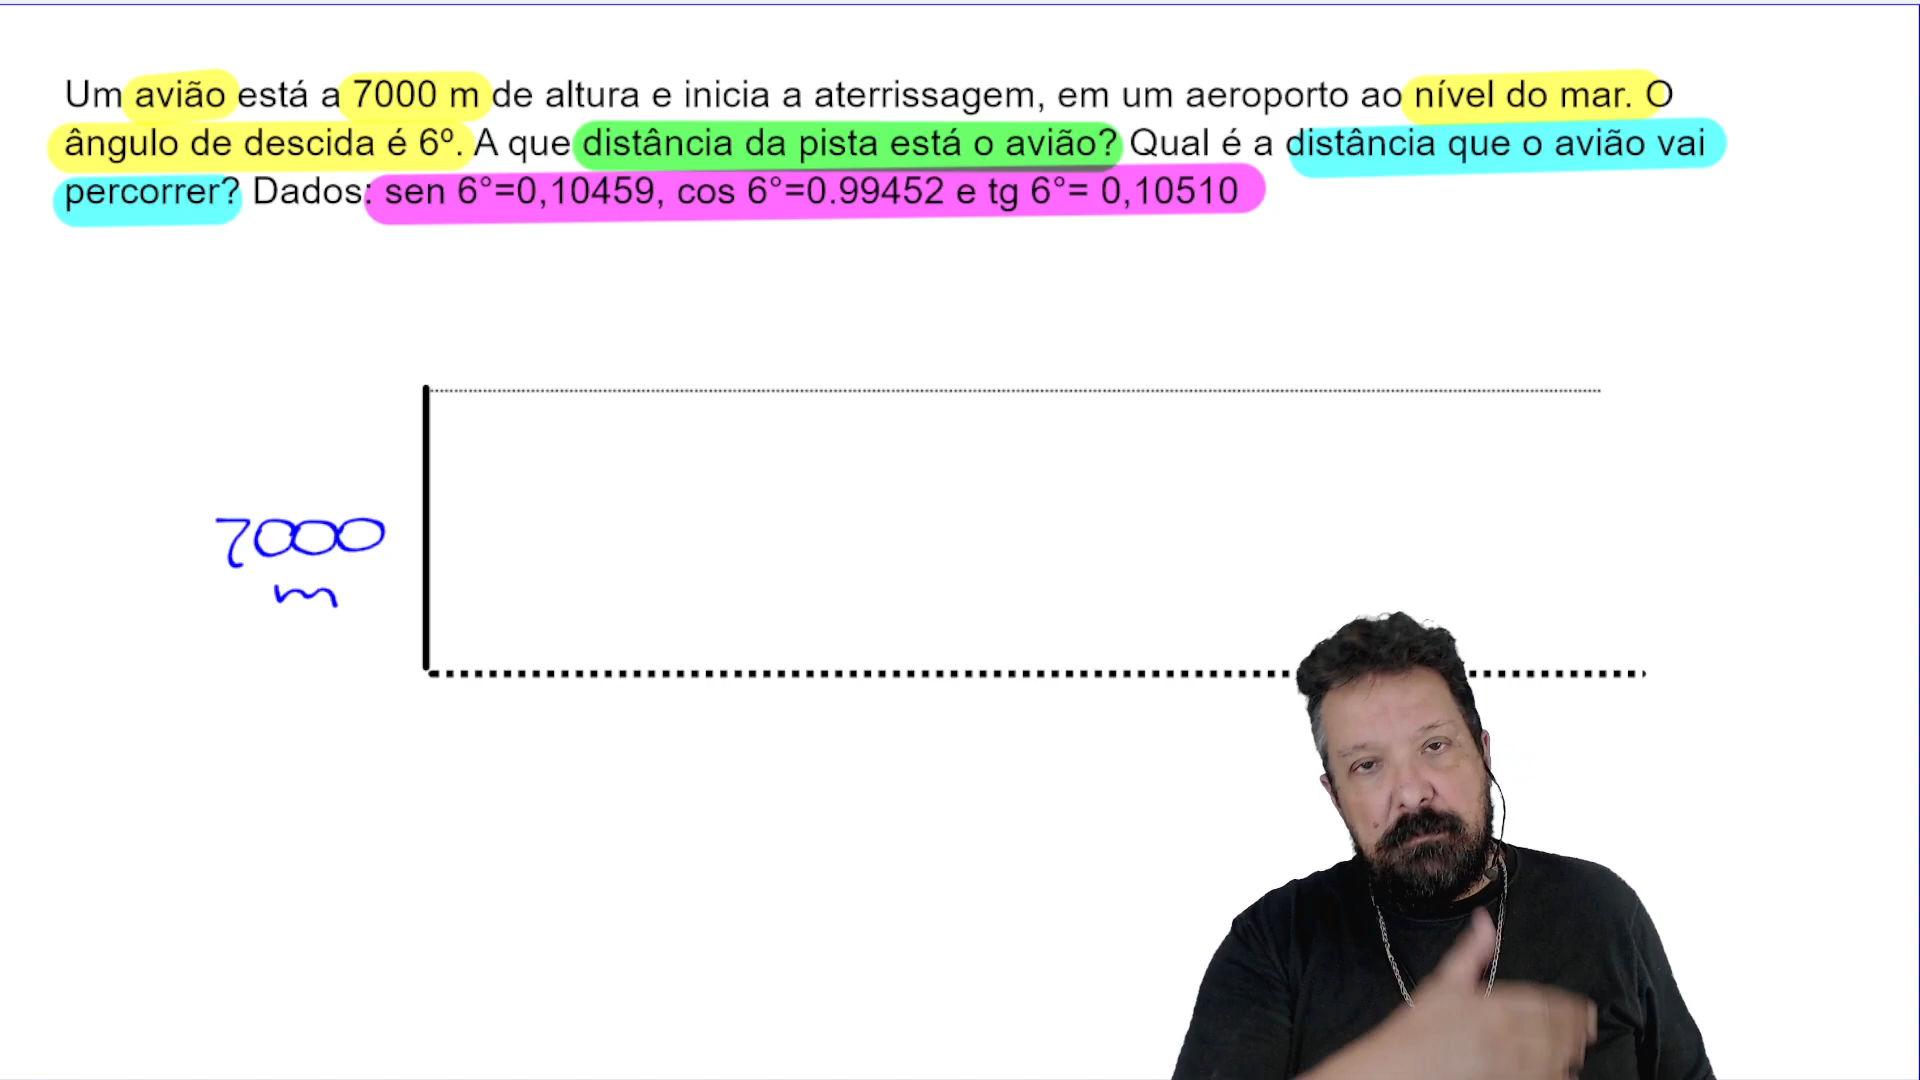 Um avião está a 7000 m de altura e inicia a aterrissagem, em um aeroporto ao nível do mar. O
ângulo de descida é 6º. A que distância da pista está o avião? Qual é a distância que o avião vai
percorrer? Dados: sen 6°=0,10459, cos 6°=0.99452 e tg 6°= 0,10510
7000
m